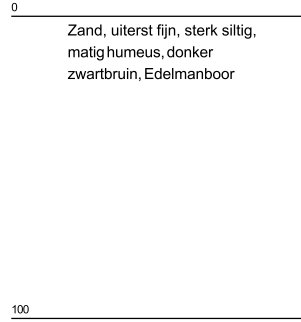 0
Zand, uiterst fijn, sterk siltig,
matig humeus, donker
zwartbruin, Edelmanboor
100